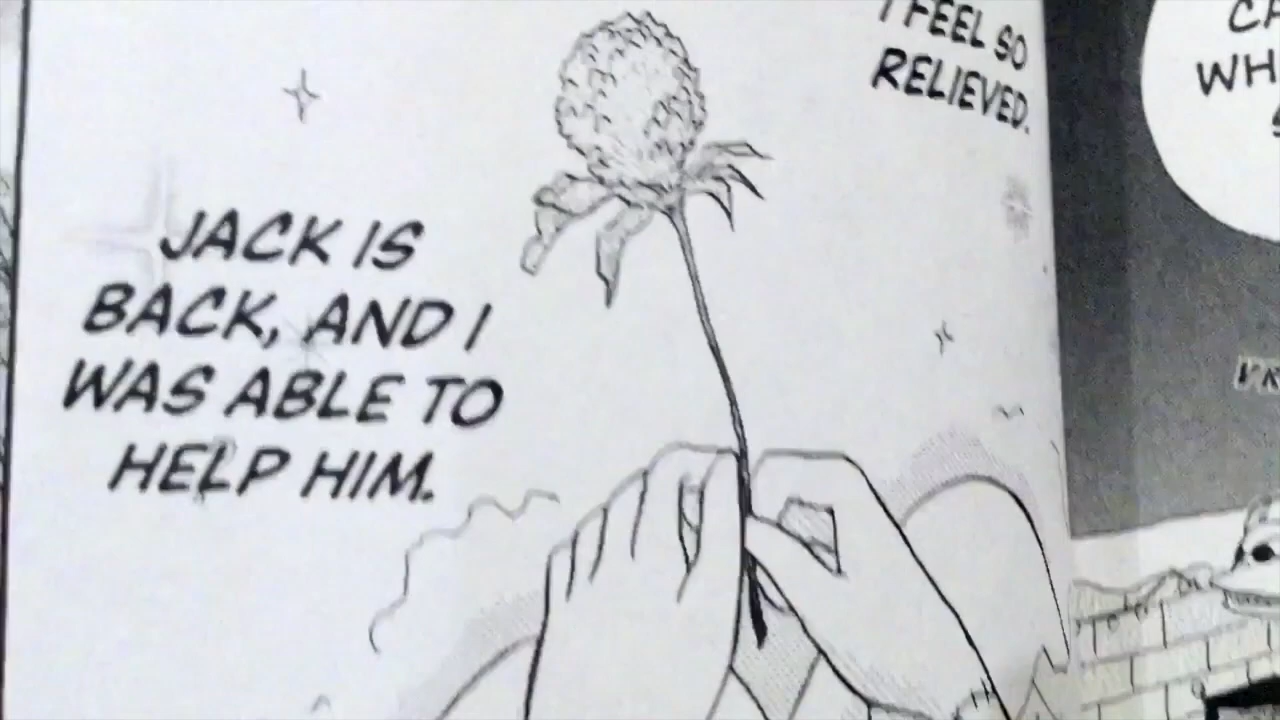 I FEEL SO
RELIEVED.
JACK IS
BACK, AND I
WAS ABLE TO
HELP HIM.